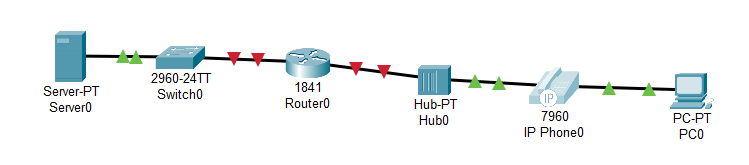 Server-PT
Server0
2960-24TT
Switch0
1841
Router0
Hub-PT
Hub0
IP
7960
IP Phone0
PC-PT
PC0